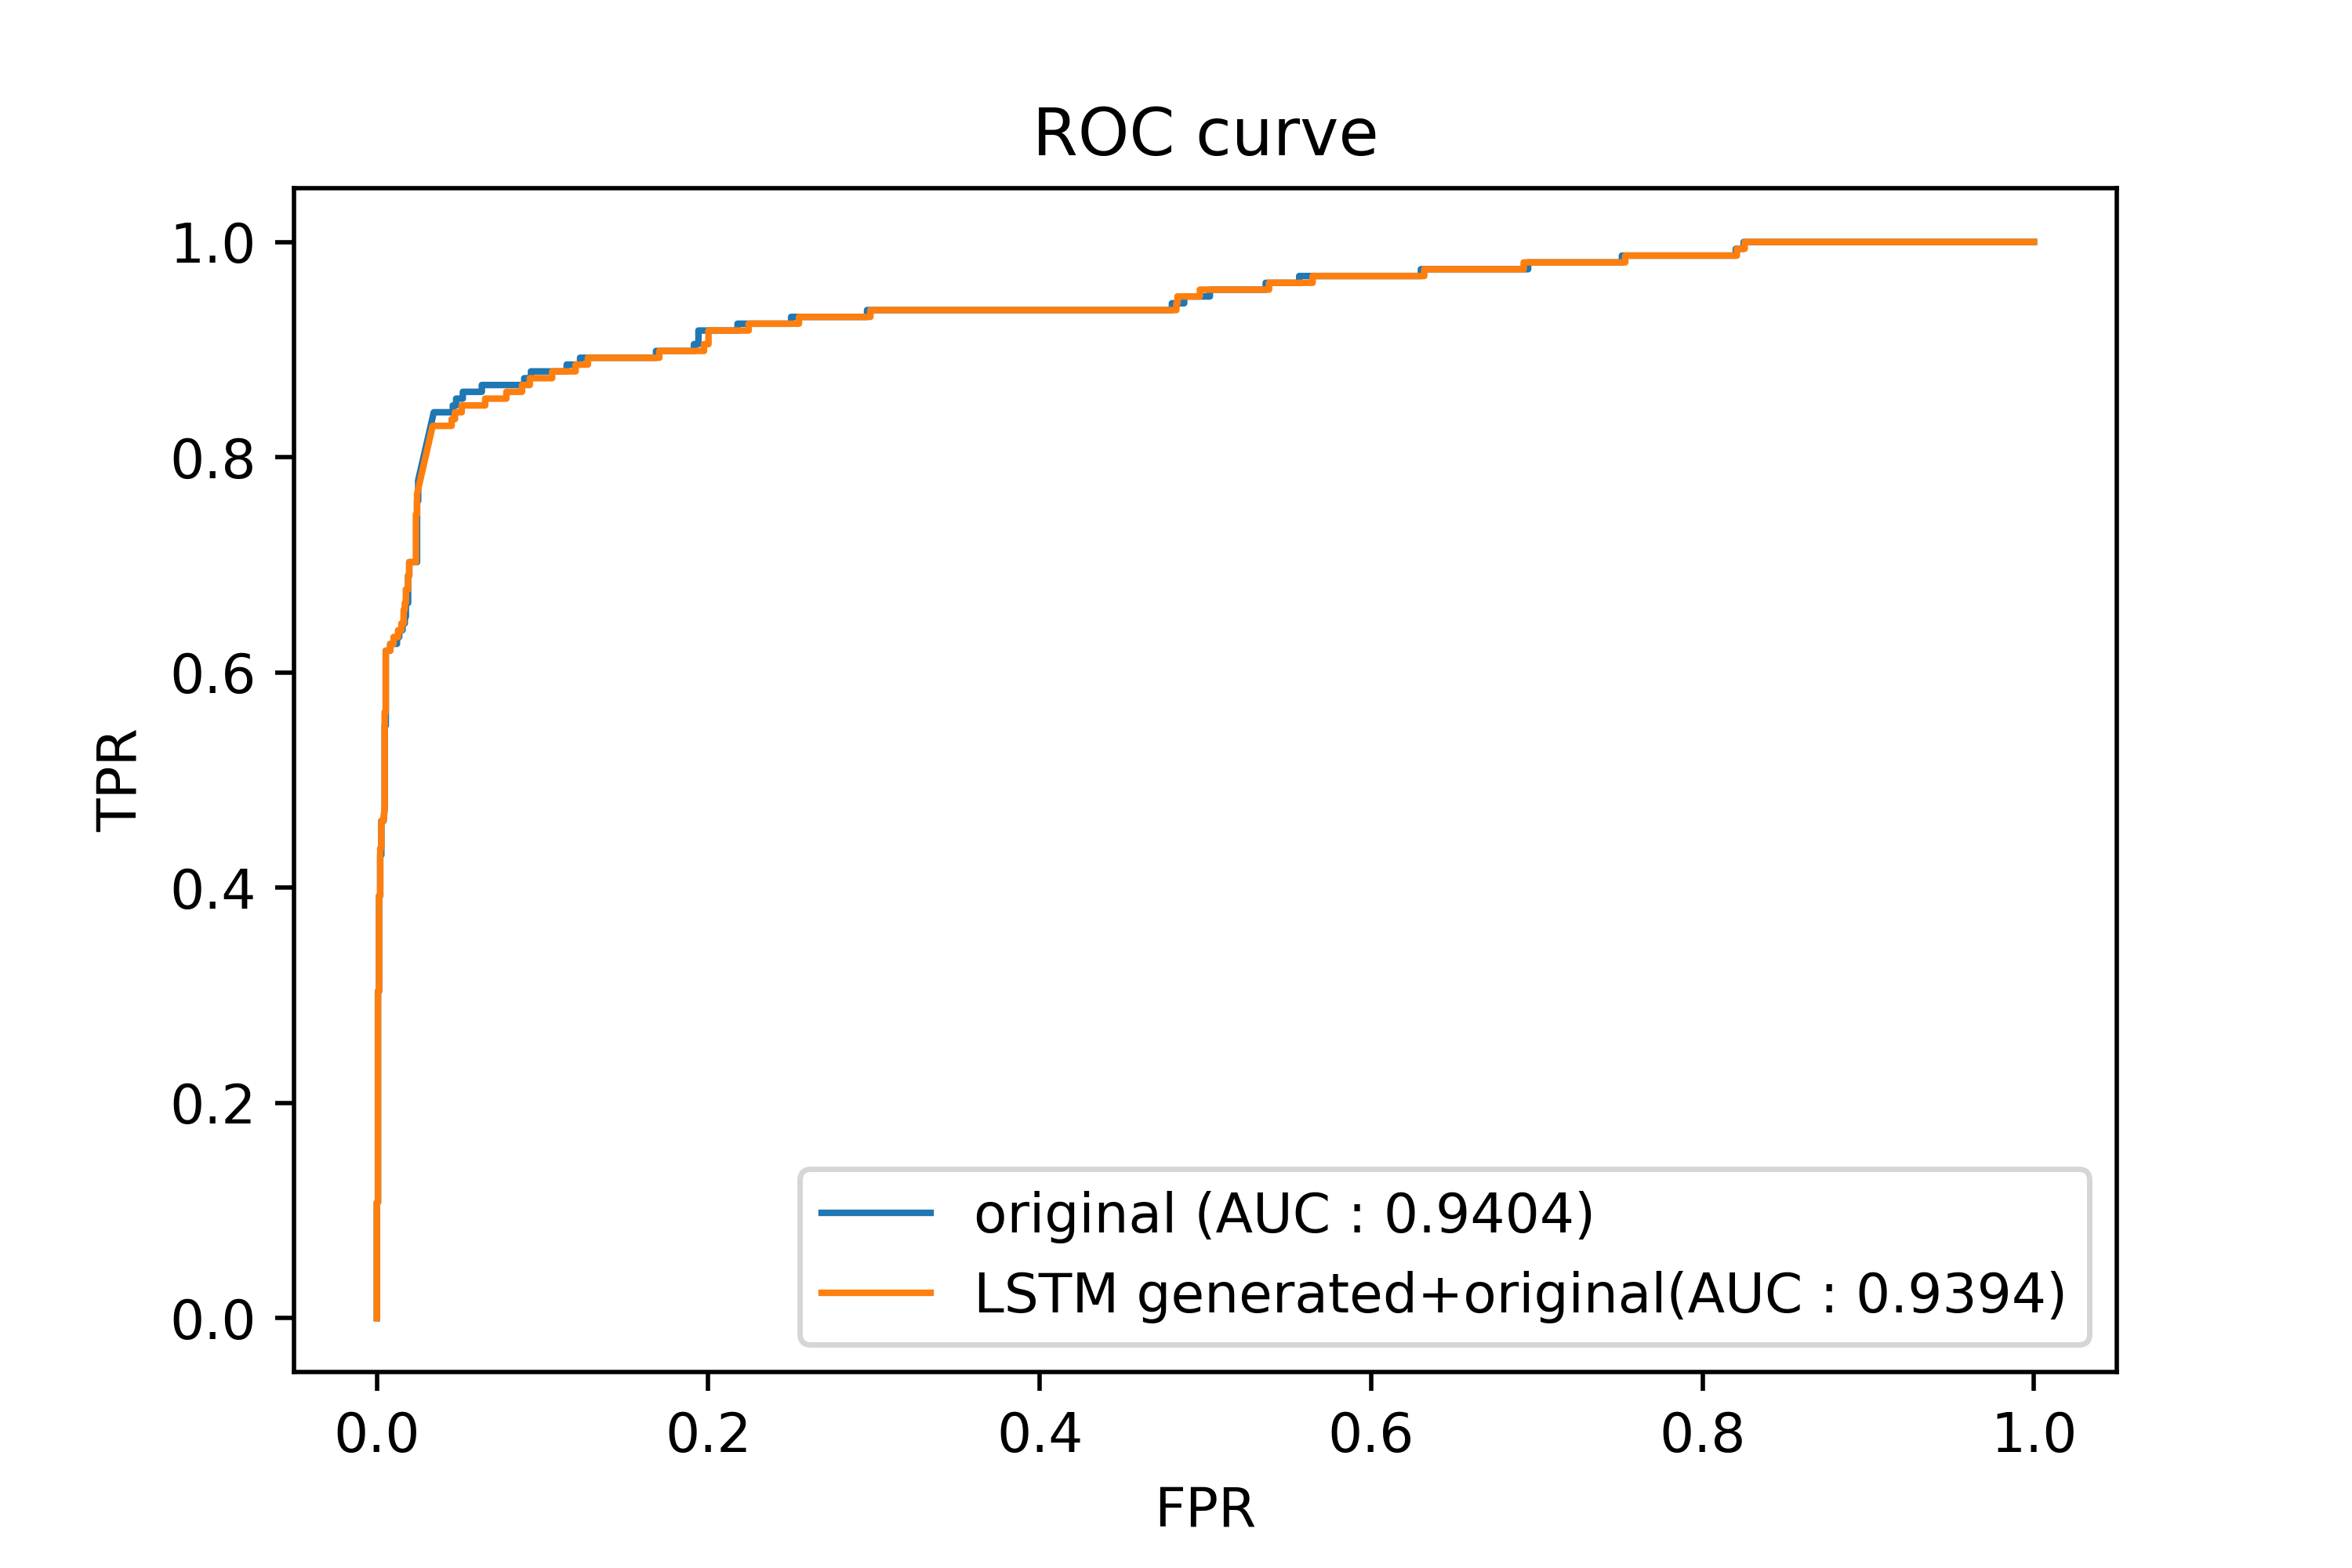 ROC curve
1.0
0.8
0.6
0.4
0.2
0.0
TPR
original (AUC : 0.9404)
LSTM generated+original(AUC : 0.9394)
0.0 0.2 0.4 0.6 0.8 1.0
FPR